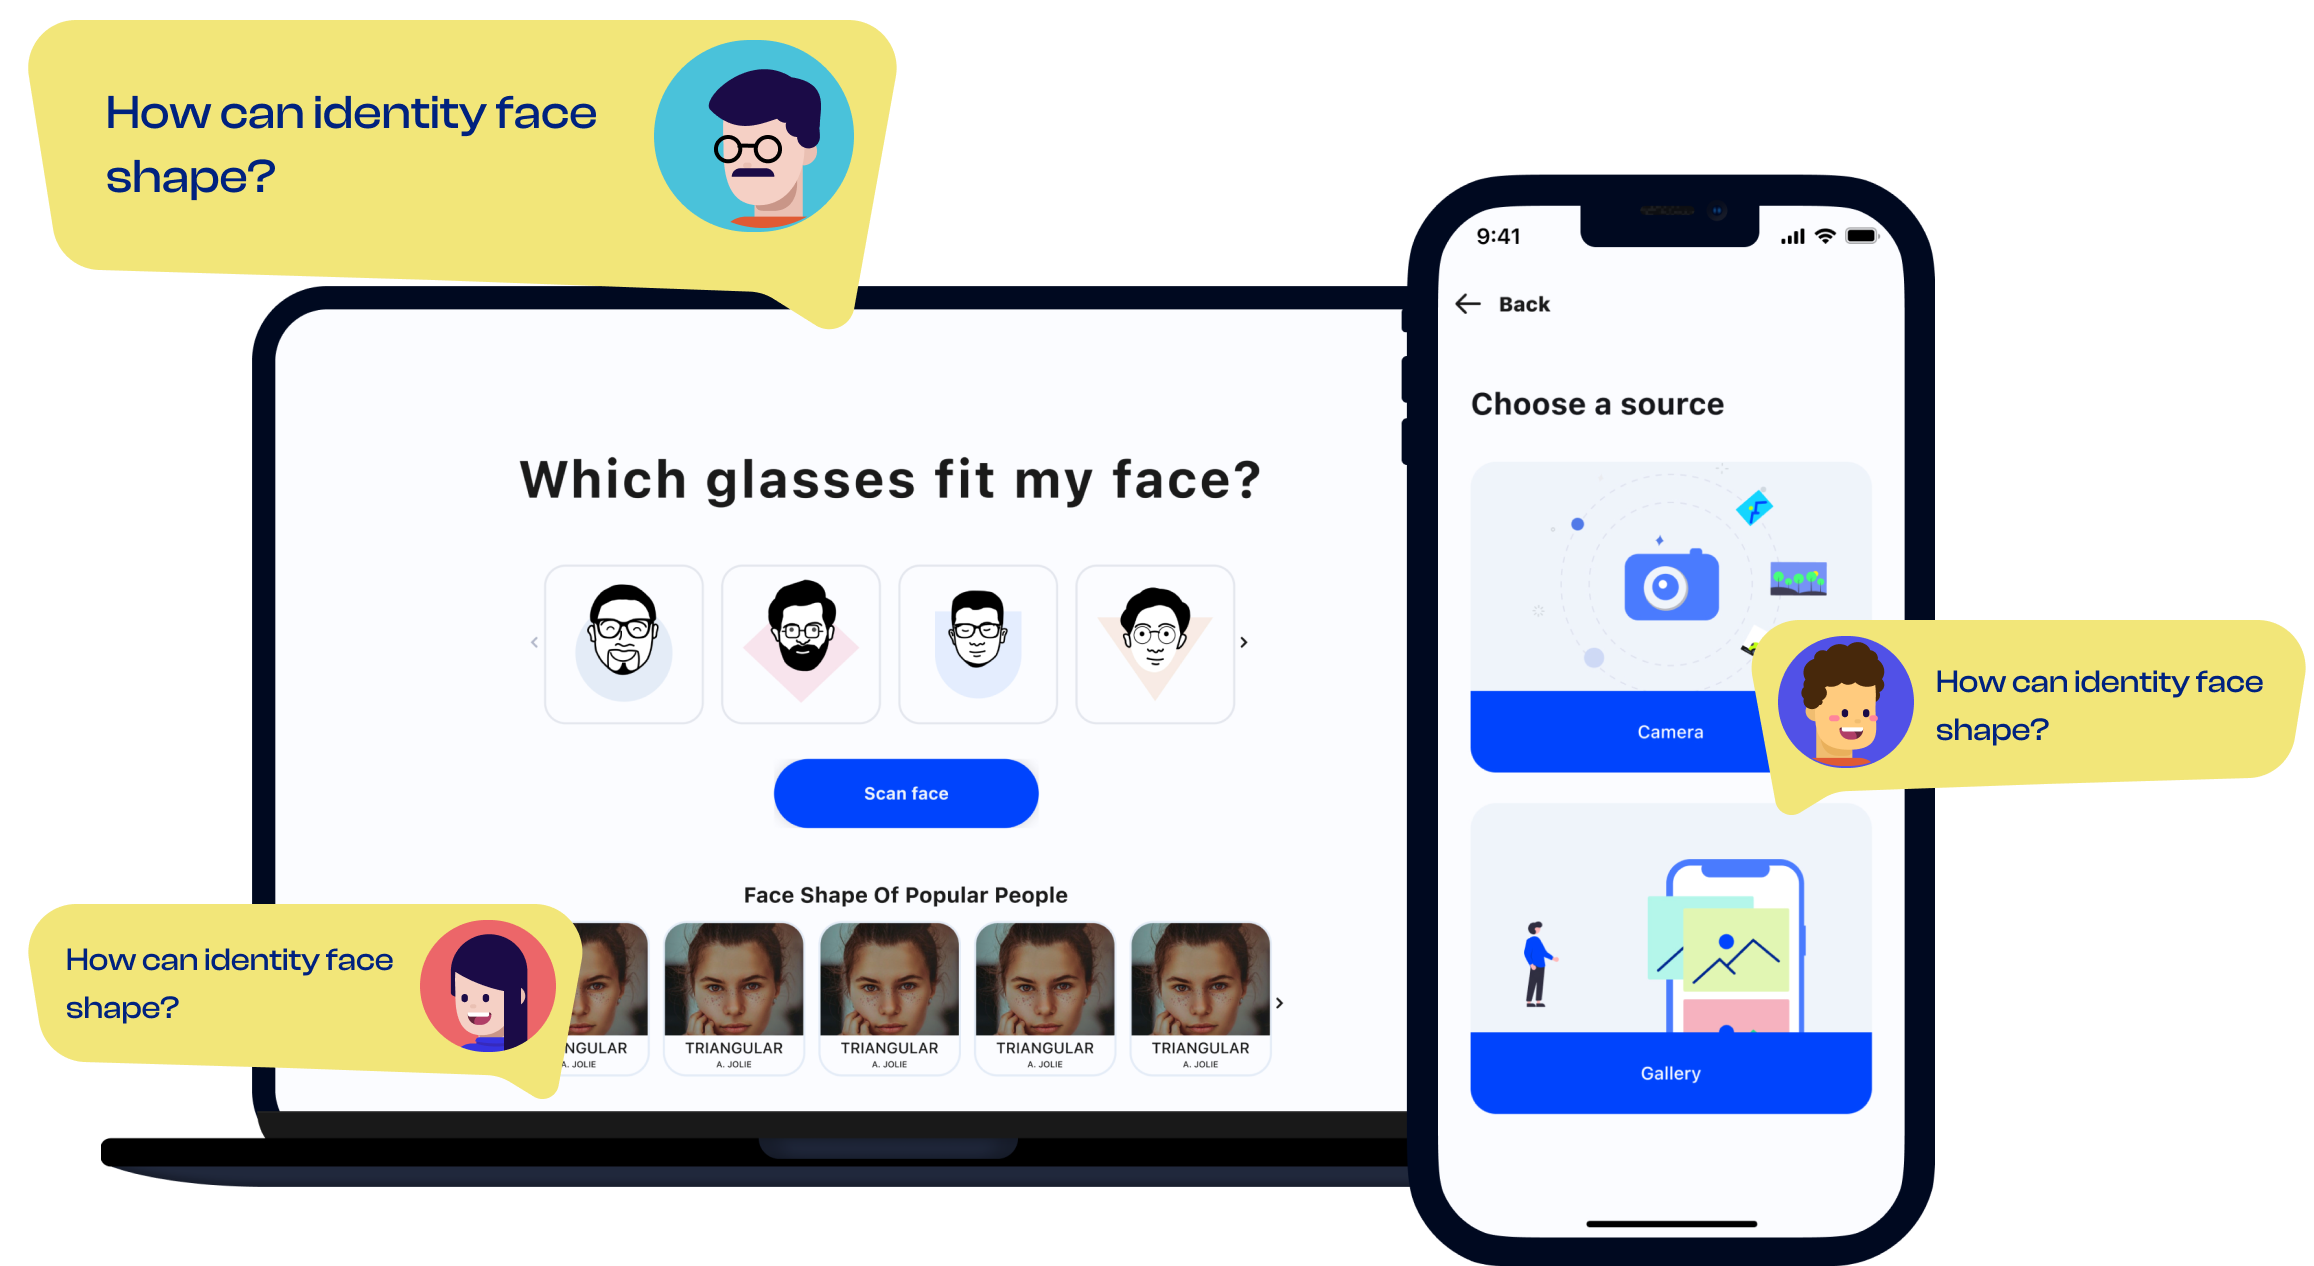 How can identity face
shape?
9:41
Back
Choose a source
Which glasses fit my face?
Camera
How can identity face
shape?
Scan face
Face Shape Of Popular People
How can identity face
shape?
NGULAR
A. JOLIE
TRIANGULAR
A. JOLIE
TRIANGULAR
A. JOLIE
TRIANGULAR
A. JOLIE
TRIANGULAR
A. JOLIE
Gallery